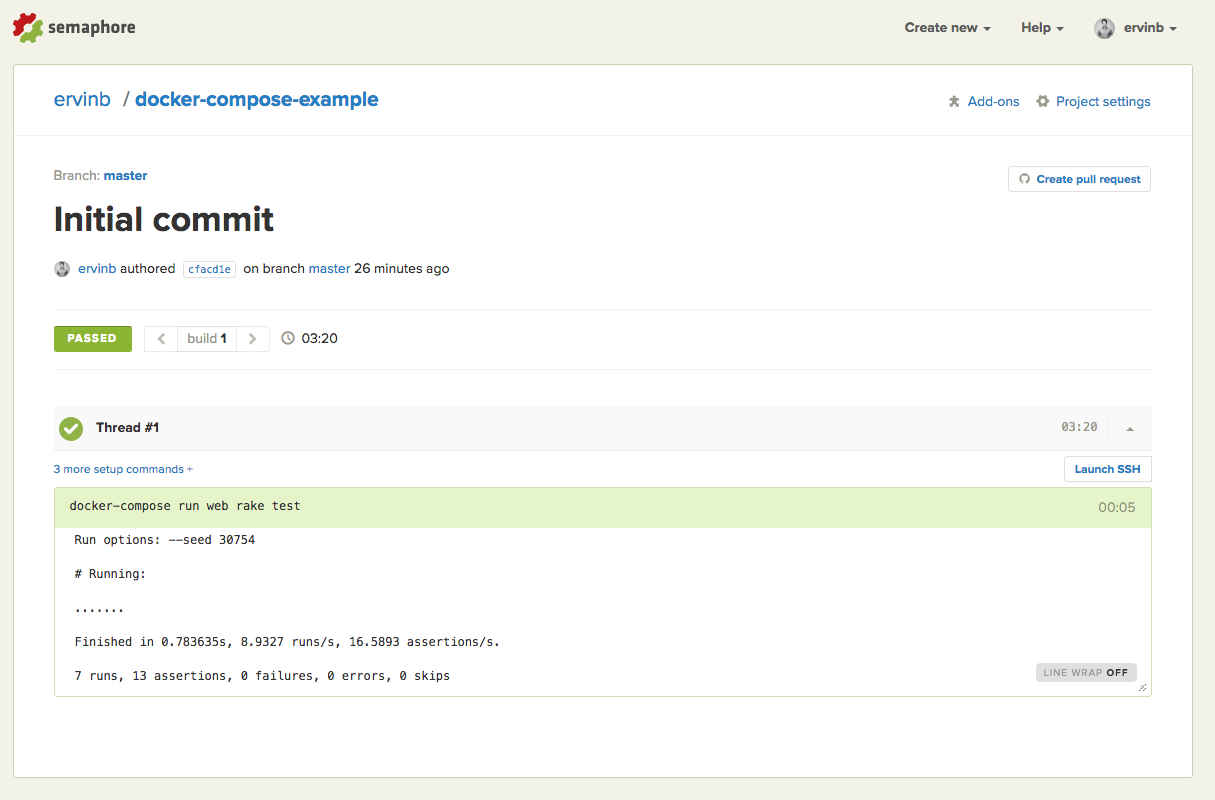 semaphore
Create new
Help
ervinb
ervinb / docker-compose-example
Add-ons
Project settings
Branch: master
Create pull request
Initial commit
ervinb authored cfacd1e on branch master 26 minutes ago
PASSED
build 1
03:20
Thread #1
03:20
3 more setup commands +
Launch SSH
docker-compose run web rake test
00:05
Run options: --seed 30754
# Running:
.......
Finished in 0.783635s, 8.9327 runs/s, 16.5893 assertions/s.
7 runs, 13 assertions, 0 failures, 0 errors, 0 skips
LINE WRAP OFF